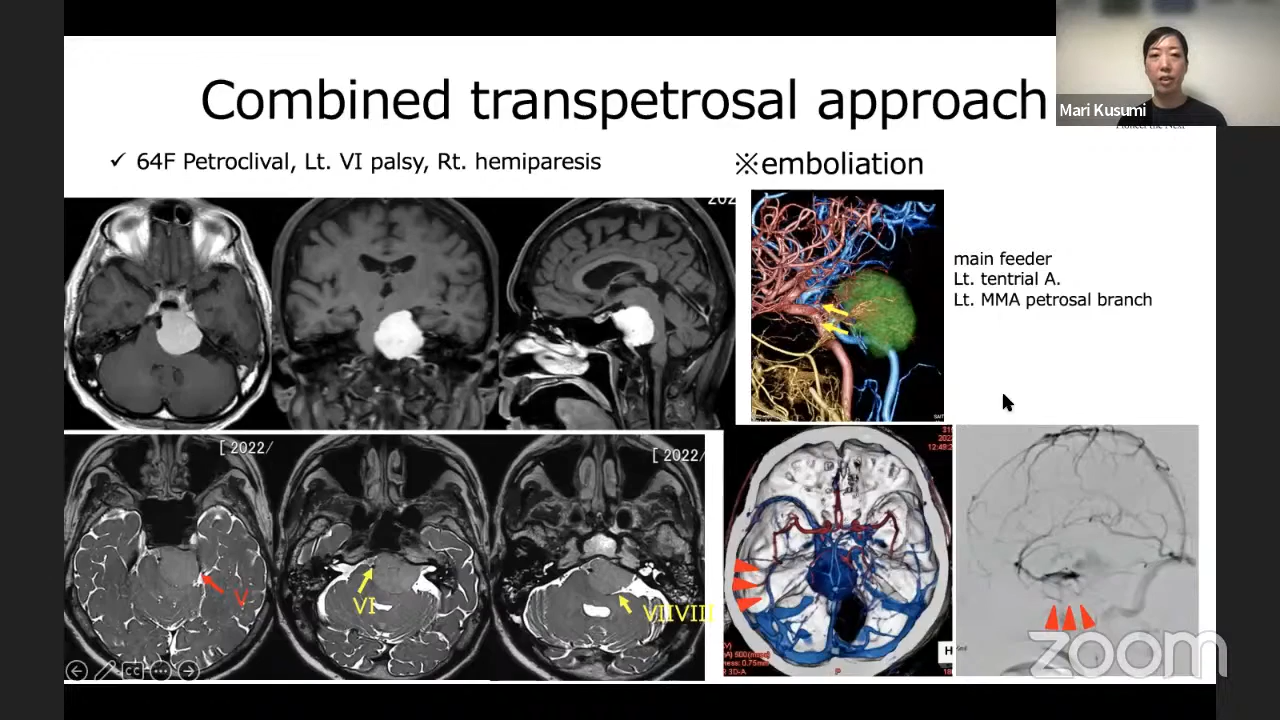 Combined transpetrosal approach
Mari Kusumi
✓ 64F Petroclival, Lt. VI palsy, Rt. hemiparesis
※emboliation
main feeder
Lt. tentrial A.
Lt. MMA petrosal branch
[ 2022/
[ 2022/
V
VI
VIIVIII
CC
H
P
zoom